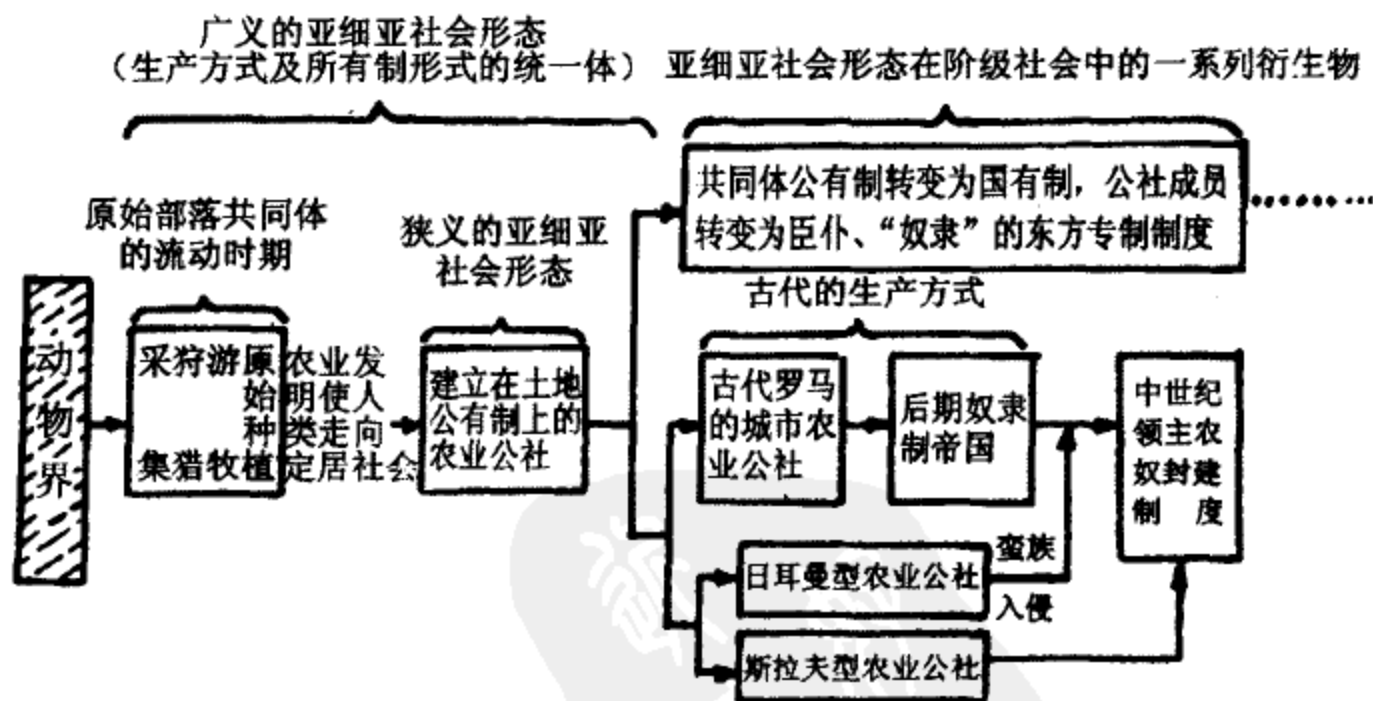 广义的亚细亚社会形态
（生产方式及所有制形式的统一体）
亚细亚社会形态在阶级社会中的一系列衍生物
共同体公有制转变为国有制，公社成员
转变为臣仆、“奴隶”的东方专制制度
原始部落共同体
的流动时期
狭义的亚细亚
社会形态
古代的生产方式
动
物
界
采狩游原
始
种
集猎牧植
农业发
明使人
类走向
定居社会
建立在土地
公有制上的
农业公社
古代罗马
的城市农
业公社
后期奴隶
制帝国
中世纪
领主农
奴封建
制度
蛮族
入侵
日耳曼型农业公社
斯拉夫型农业公社